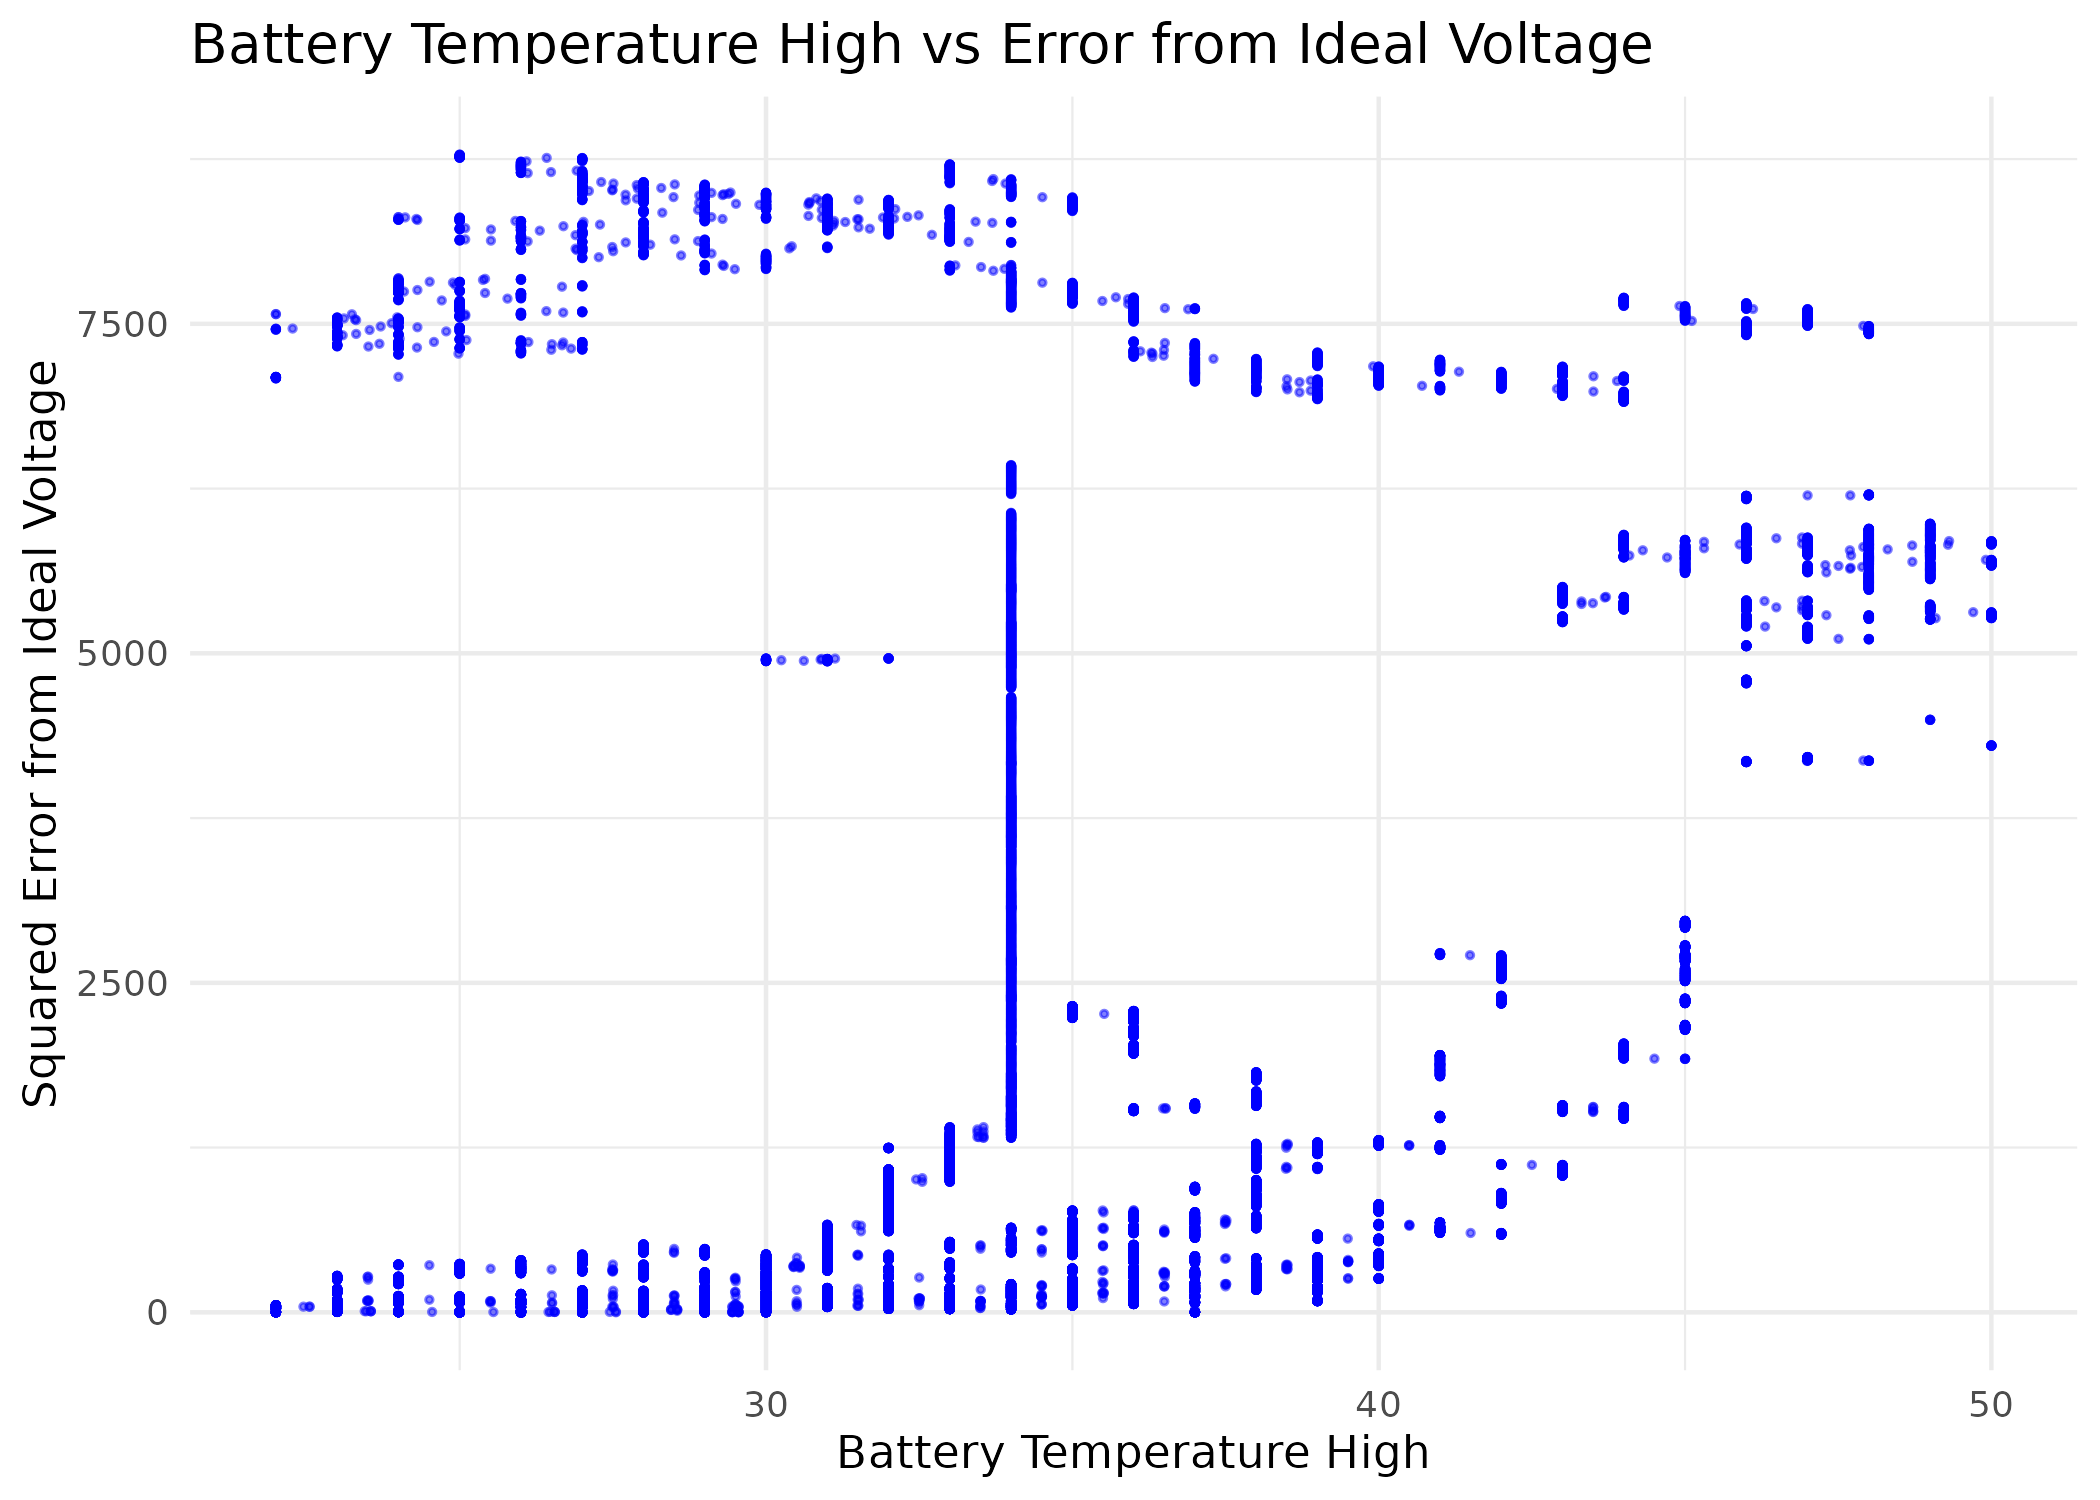 Battery Temperature High vs Error from Ideal Voltage
Squared Error from Ideal Voltage
7500
5000
2500
0
30
40
50
Battery Temperature High